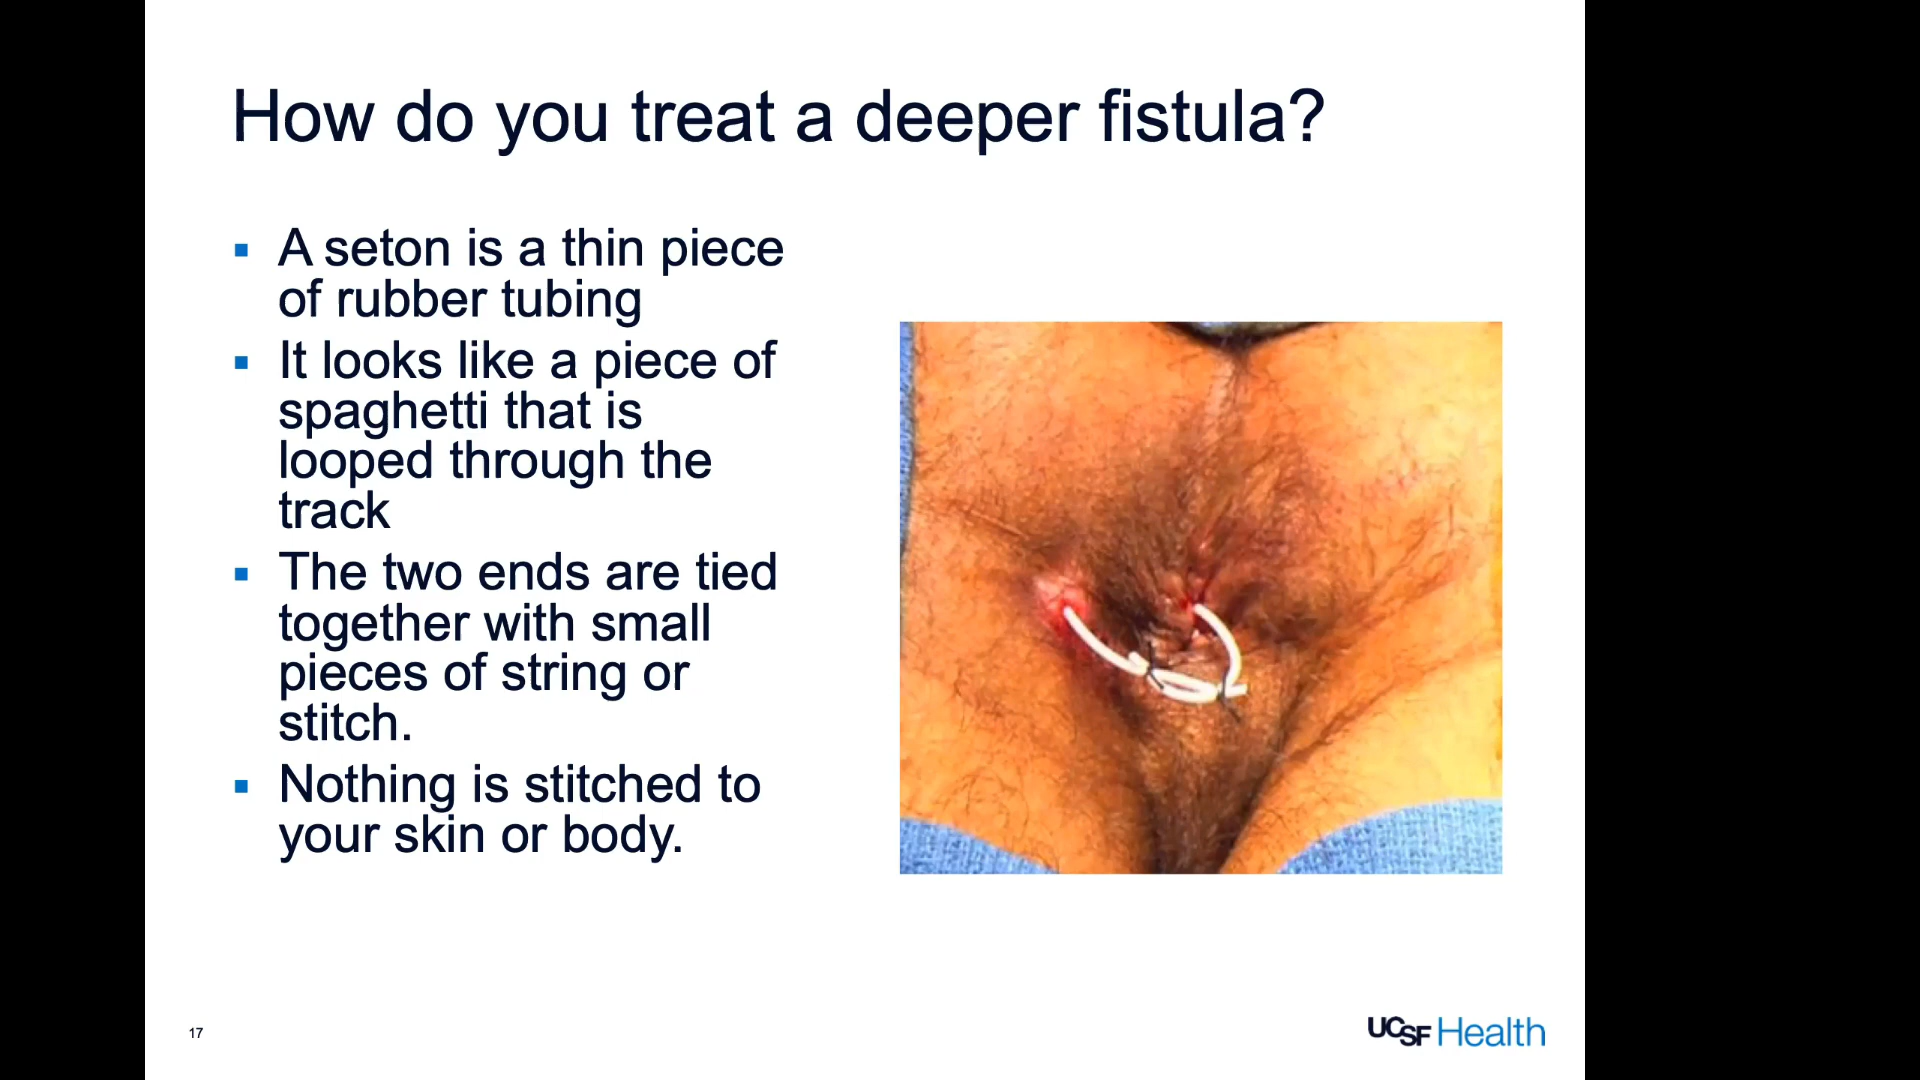 How do you treat a deeper fistula?
▪ A seton is a thin piece
of rubber tubing
▪ It looks like a piece of
spaghetti that is
looped through the
track
▪ The two ends are tied
together with small
pieces of string or
stitch.
▪ Nothing is stitched to
your skin or body.
17
UCSF Health